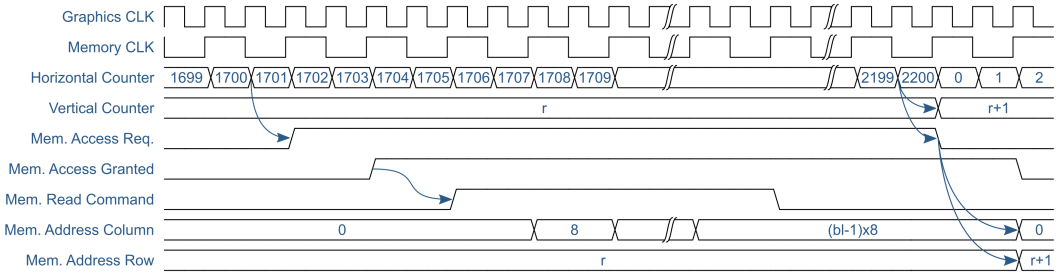 Graphics CLK
Memory CLK
Horizontal Counter 1699 1700 1701 1702 1703 1704 1705 1706 1707 1708 1709 2199 2200 0 1 2
Vertical Counter r r+1
Mem. Access Req.
Mem. Access Granted
Mem. Read Command
Mem. Address Column 0 8 (bl-1)x8 0
Mem. Address Row r r+1